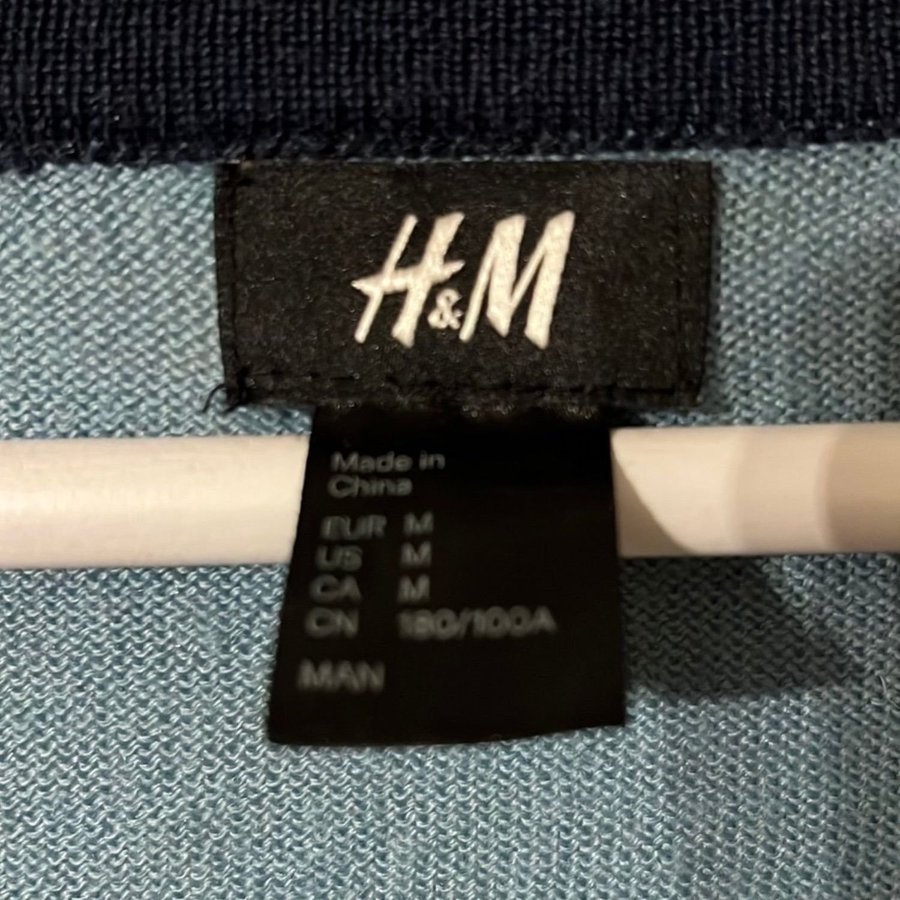 H&M
Made in
China
EUR M
US M
CA M
CN 180/100A
MAN